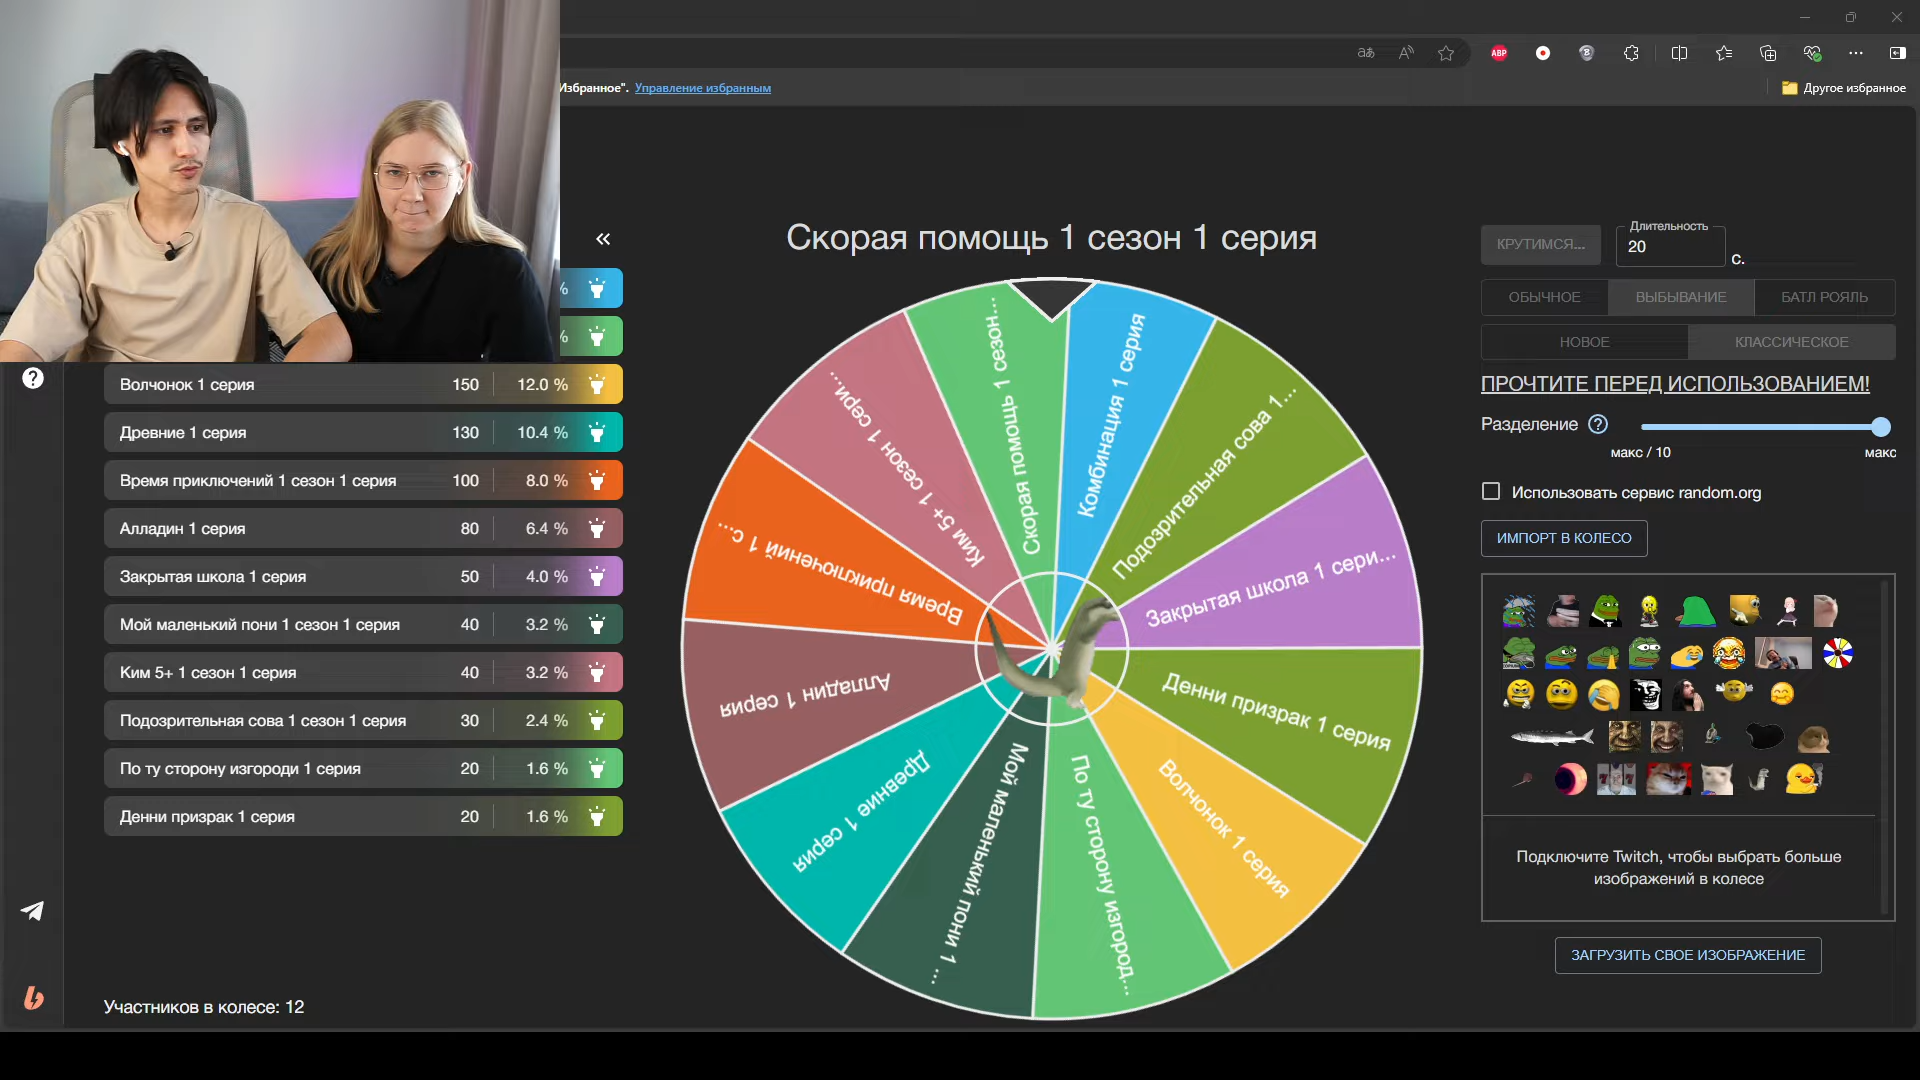 ABP
Избранное". Управление избранным
Другое избранное
Скорая помощь 1 сезон 1 серия
КРУТИМСЯ...
Длительность
20
с.
ОБЫЧНОЕ
ВЫБЫВАНИЕ
БАТЛ РОЯЛЬ
НОВОЕ
КЛАССИЧЕСКОЕ
ПРОЧТИТЕ ПЕРЕД ИСПОЛЬЗОВАНИЕМ!
Разделение
макс / 10
макс
Использовать сервис random.org
ИМПОРТ В КОЛЕСО
Подключите Twitch, чтобы выбрать больше
изображений в колесе
ЗАГРУЗИТЬ СВОЕ ИЗОБРАЖЕНИЕ
%
%
Волчонок 1 серия 150 12.0 %
Древние 1 серия 130 10.4 %
Время приключений 1 сезон 1 серия 100 8.0 %
Алладин 1 серия 80 6.4 %
Закрытая школа 1 серия 50 4.0 %
Мой маленький пони 1 сезон 1 серия 40 3.2 %
Ким 5+ 1 сезон 1 серия 40 3.2 %
Подозрительная сова 1 сезон 1 серия 30 2.4 %
По ту сторону изгороди 1 серия 20 1.6 %
Денни призрак 1 серия 20 1.6 %
Участников в колесе: 12
Скорая помощь 1 сезон...
Комбинация 1 серия
Подозрительная сова 1...
Закрытая школа 1 сери...
Денни призрак 1 серия
Волчонок 1 серия
По ту сторону изгород...
Мой маленький пони 1 ...
Древние 1 серия
Алладин 1 серия
Время приключений 1 с...
Ким 5+ 1 сезон 1 сери...